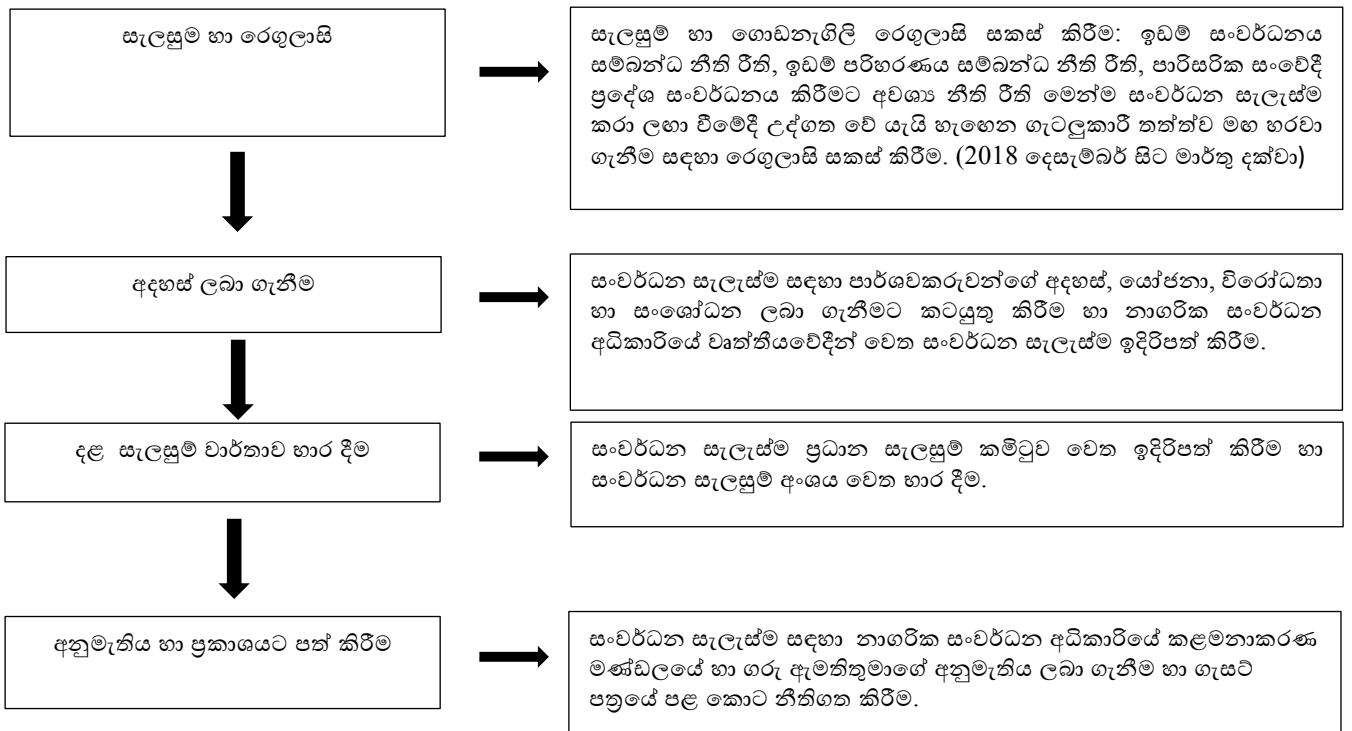 සැලසුම හා රෙගුලාසි
සැලසුම් හා ගොඩනැගිලි රෙගුලාසි සකස් කිරීම: ඉඩම් සංවර්ධනය
සම්බන්ධ නීති රීති, ඉඩම් පරිහරණය සම්බන්ධ නීති රීති, පාරිසරික සංවේදී
ප්‍රදේශ සංවර්ධනය කිරීමට අවශ්‍ය නීති රීති මෙන්ම සංවර්ධන සැලැස්ම
කරා ලඟා වීමේදී උද්ගත වේ යැයි හැඟෙන ගැටලුකාරී තත්ත්ව මඟ හරවා
ගැනීම සඳහා රෙගුලාසි සකස් කිරීම. (2018 දෙසැම්බර් සිට මාර්තු දක්වා)
අදහස් ලබා ගැනීම
සංවර්ධන සැලැස්ම සඳහා පාර්ශවකරුවන්ගේ අදහස්, යෝජනා, විරෝධතා
හා සංශෝධන ලබා ගැනීමට කටයුතු කිරීම හා නාගරික සංවර්ධන
අධිකාරියේ වෘත්තීයවේදීන් වෙත සංවර්ධන සැලැස්ම ඉදිරිපත් කිරීම.
දළ සැලසුම් වාර්තාව භාර දීම
සංවර්ධන සැලැස්ම ප්‍රධාන සැලසුම් කමිටුව වෙත ඉදිරිපත් කිරීම හා
සංවර්ධන සැලසුම් අංශය වෙත භාර දීම.
අනුමැතිය හා ප්‍රකාශයට පත් කිරීම
සංවර්ධන සැලැස්ම සඳහා නාගරික සංවර්ධන අධිකාරියේ කළමනාකරණ
මණ්ඩලයේ හා ගරු ඇමතිතුමාගේ අනුමැතිය ලබා ගැනීම හා ගැසට්
පත්‍රයේ පළ කොට නීතිගත කිරීම.